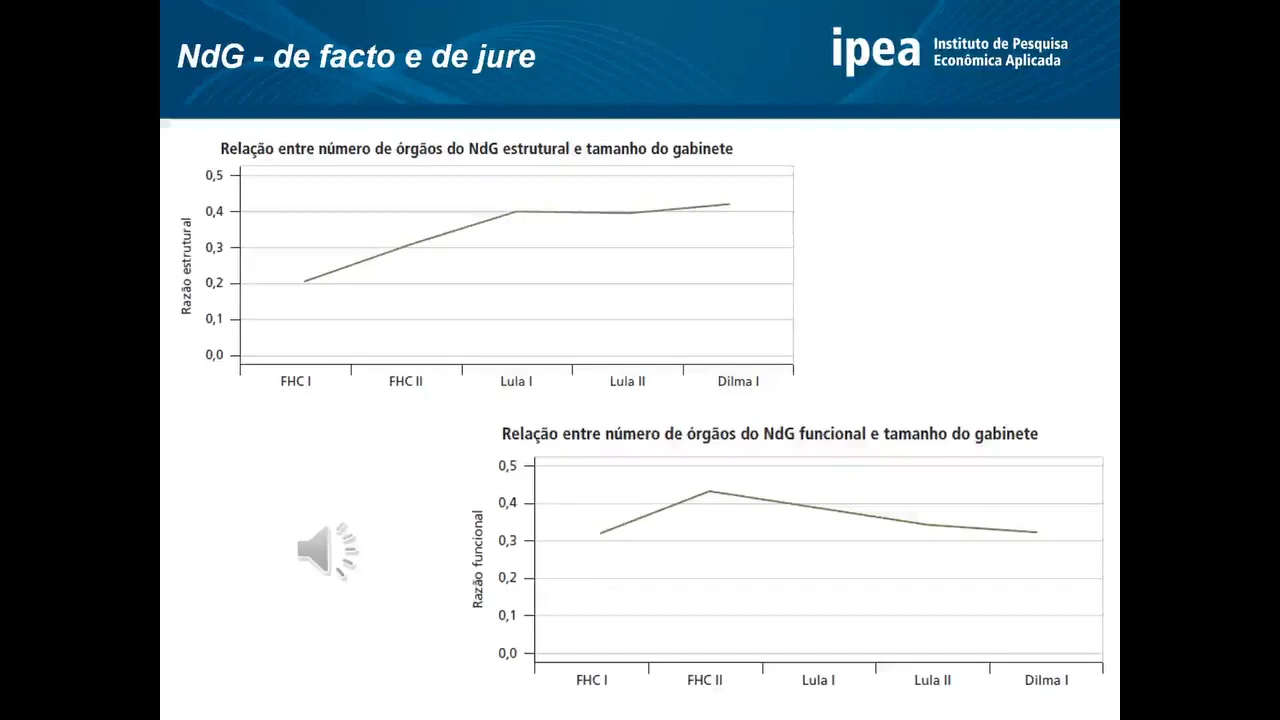 NdG - de facto e de jure
ipea
Instituto de Pesquisa
Econômica Aplicada
Relação entre número de órgãos do NdG estrutural e tamanho do gabinete
Razão estrutural
0,5
0,4
0,3
0,2
0,1
0,0
FHC I FHC II Lula I Lula II Dilma I
Relação entre número de órgãos do NdG funcional e tamanho do gabinete
Razão funcional
0,5
0,4
0,3
0,2
0,1
0,0
FHC I FHC II Lula I Lula II Dilma I